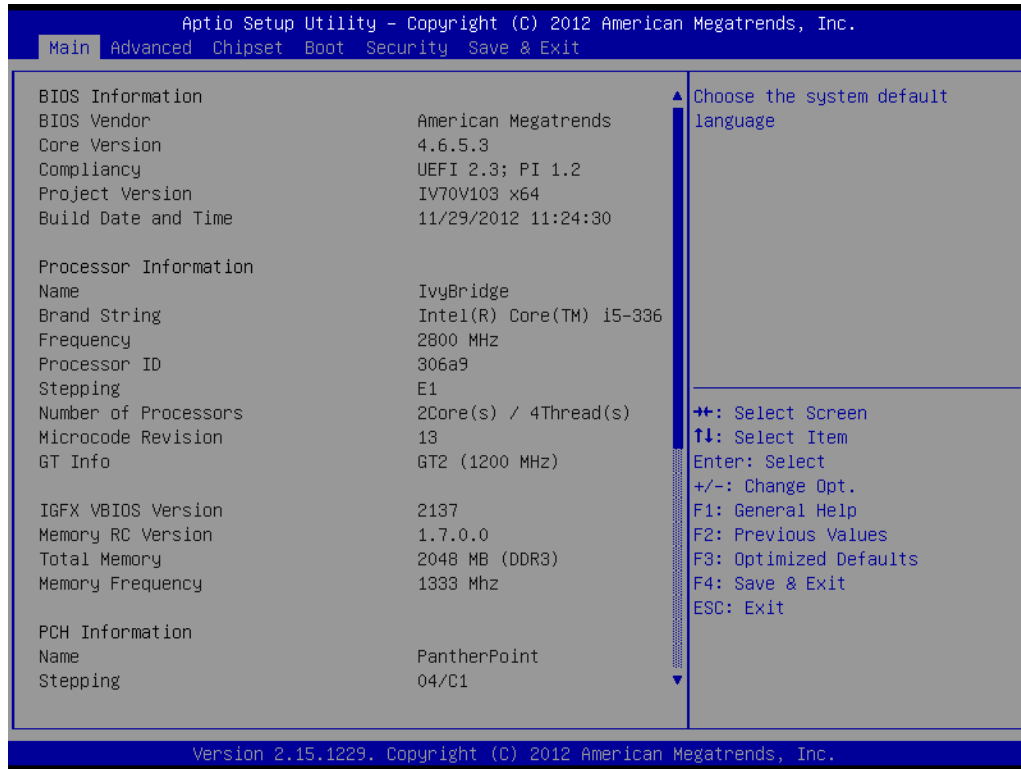 Aptio Setup Utility – Copyright (C) 2012 American Megatrends, Inc.
Main Advanced Chipset Boot Security Save & Exit
BIOS Information
BIOS Vendor American Megatrends
Core Version 4.6.5.3
Compliancy UEFI 2.3; PI 1.2
Project Version IV70V103 x64
Build Date and Time 11/29/2012 11:24:30
Processor Information
Name IvyBridge
Brand String Intel(R) Core(TM) i5-336
Frequency 2800 MHz
Processor ID 306a9
Stepping E1
Number of Processors 2Core(s) / 4Thread(s)
Microcode Revision 13
GT Info GT2 (1200 MHz)
IGFX VBIOS Version 2137
Memory RC Version 1.7.0.0
Total Memory 2048 MB (DDR3)
Memory Frequency 1333 Mhz
PCH Information
Name PantherPoint
Stepping 04/C1
Choose the system default
language
→←: Select Screen
↑↓: Select Item
Enter: Select
+/-: Change Opt.
F1: General Help
F2: Previous Values
F3: Optimized Defaults
F4: Save & Exit
ESC: Exit
Version 2.15.1229. Copyright (C) 2012 American Megatrends, Inc.